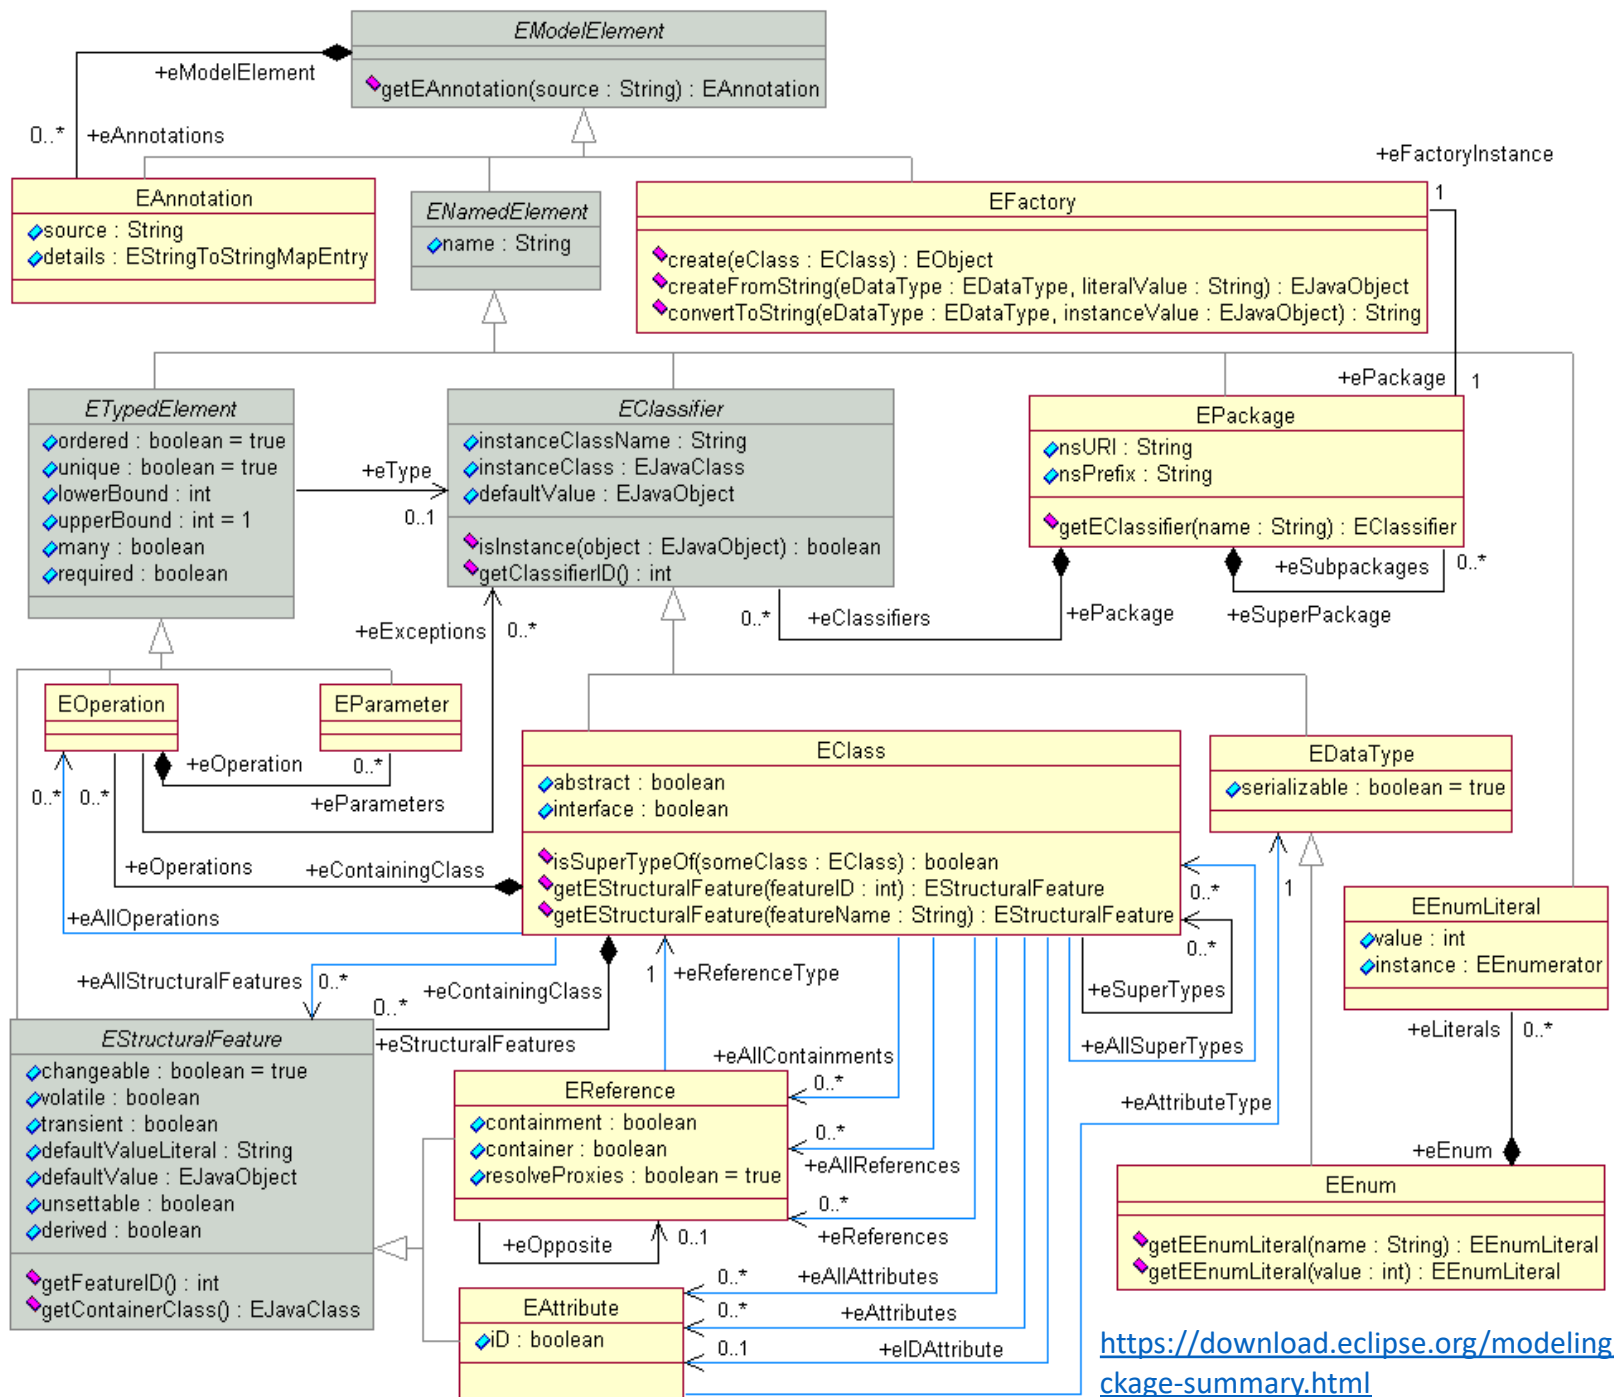 EModelElement
getEAnnotation(source : String) : EAnnotation
+eModelElement
0..*
+eAnnotations
+eFactoryInstance
1
EAnnotation
source : String
details : EStringToStringMapEntry
ENamedElement
name : String
EFactory
create(eClass : EClass) : EObject
createFromString(eDataType : EDataType, literalValue : String) : EJavaObject
convertToString(eDataType : EDataType, instanceValue : EJavaObject) : String
+ePackage
1
ETypedElement
ordered : boolean = true
unique : boolean = true
lowerBound : int
upperBound : int = 1
many : boolean
required : boolean
+eType
0..1
EClassifier
instanceClassName : String
instanceClass : EJavaClass
defaultValue : EJavaObject
isInstance(object : EJavaObject) : boolean
getClassifierID() : int
EPackage
nsURI : String
nsPrefix : String
getEClassifier(name : String) : EClassifier
+eSubpackages
0..*
+eSuperPackage
+eExceptions
0..*
0..*
+eClassifiers
+ePackage
EOperation
EParameter
+eOperation
0..*
+eParameters
0..*
0..*
+eOperations
+eContainingClass
+eAllOperations
EClass
abstract : boolean
interface : boolean
isSuperTypeOf(someClass : EClass) : boolean
getEStructuralFeature(featureID : int) : EStructuralFeature
getEStructuralFeature(featureName : String) : EStructuralFeature
EDataType
serializable : boolean = true
0..*
1
0..*
+eSuperTypes
+eAllSuperTypes
EEnumLiteral
value : int
instance : EEnumerator
+eLiterals
0..*
+eAllStructuralFeatures
0..*
0..*
+eContainingClass
+eStructuralFeatures
1
+eReferenceType
EStructuralFeature
changeable : boolean = true
volatile : boolean
transient : boolean
defaultValueLiteral : String
defaultValue : EJavaObject
unsettable : boolean
derived : boolean
getFeatureID() : int
getContainerClass() : EJavaClass
EReference
containment : boolean
container : boolean
resolveProxies : boolean = true
+eAllContainments
0..*
0..*
+eAllReferences
0..*
+eReferences
+eOpposite
0..1
+eAttributeType
+eEnum
EEnum
getEEnumLiteral(name : String) : EEnumLiteral
getEEnumLiteral(value : int) : EEnumLiteral
EAttribute
iD : boolean
0..*
+eAllAttributes
0..*
+eAttributes
0..1
+eIDAttribute
https://download.eclipse.org/modeling
ckage-summary.html